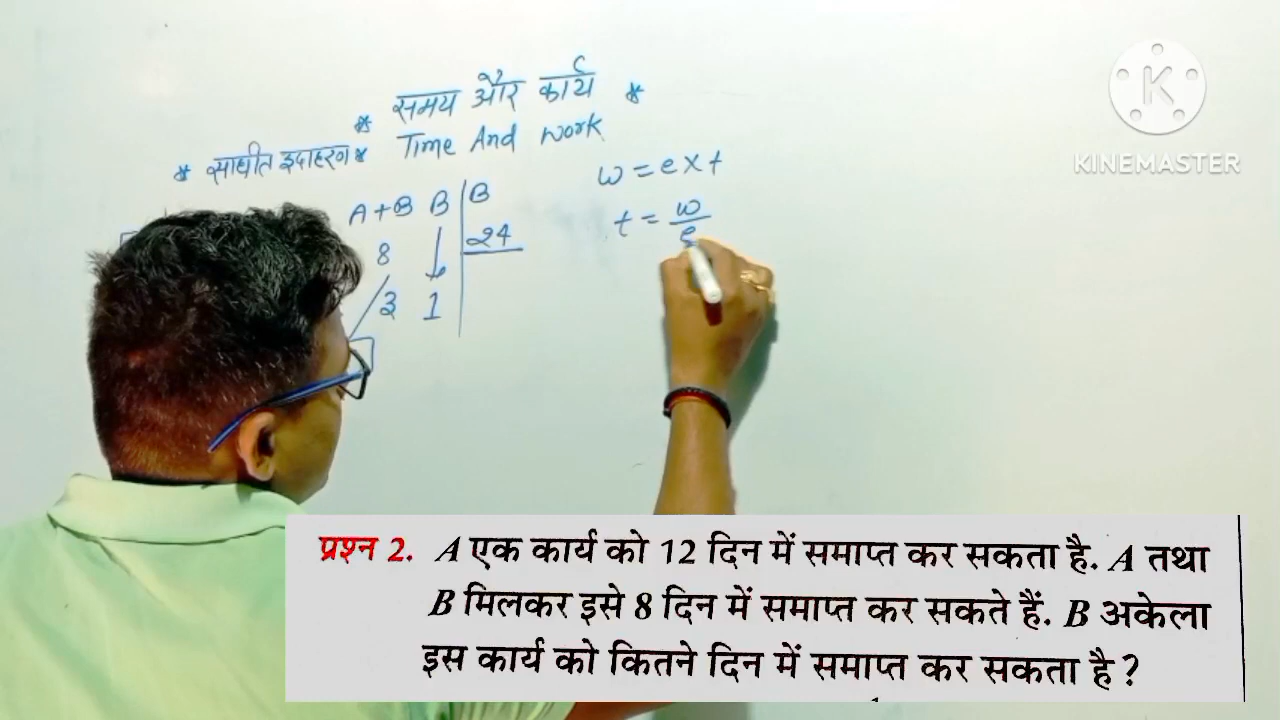 * समय और कार्य *
* साधीत इदाहरण * Time And Work
A + B B B
8 24
3 1
w = e x t
t = w/e
K
KINEMASTER
प्रश्न 2. A एक कार्य को 12 दिन में समाप्त कर सकता है. A तथा
B मिलकर इसे 8 दिन में समाप्त कर सकते हैं. B अकेला
इस कार्य को कितने दिन में समाप्त कर सकता है ?